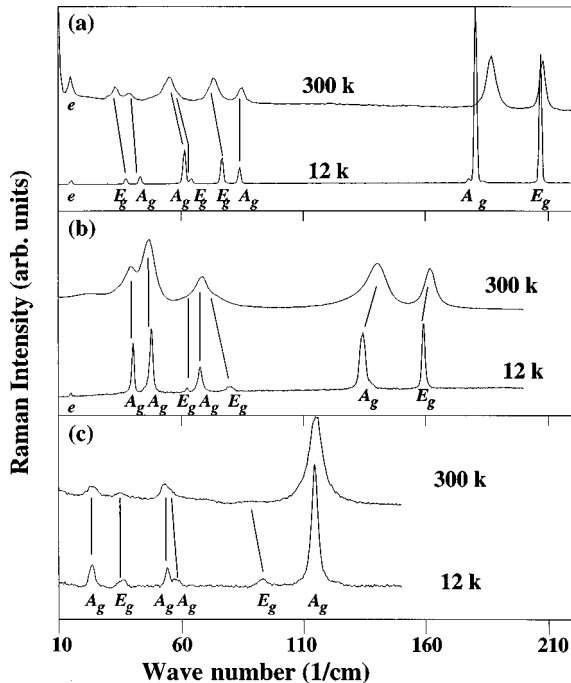 Raman Intensity (arb. units)
(a)
300 k
e
12 k
e E_g A_g A_g E_g E_g A_g A_g E_g
(b)
300 k
12 k
e A_g A_g E_g A_g E_g A_g E_g
(c)
300 k
12 k
A_g E_g A_g A_g E_g A_g
10 60 110 160 210
Wave number (1/cm)